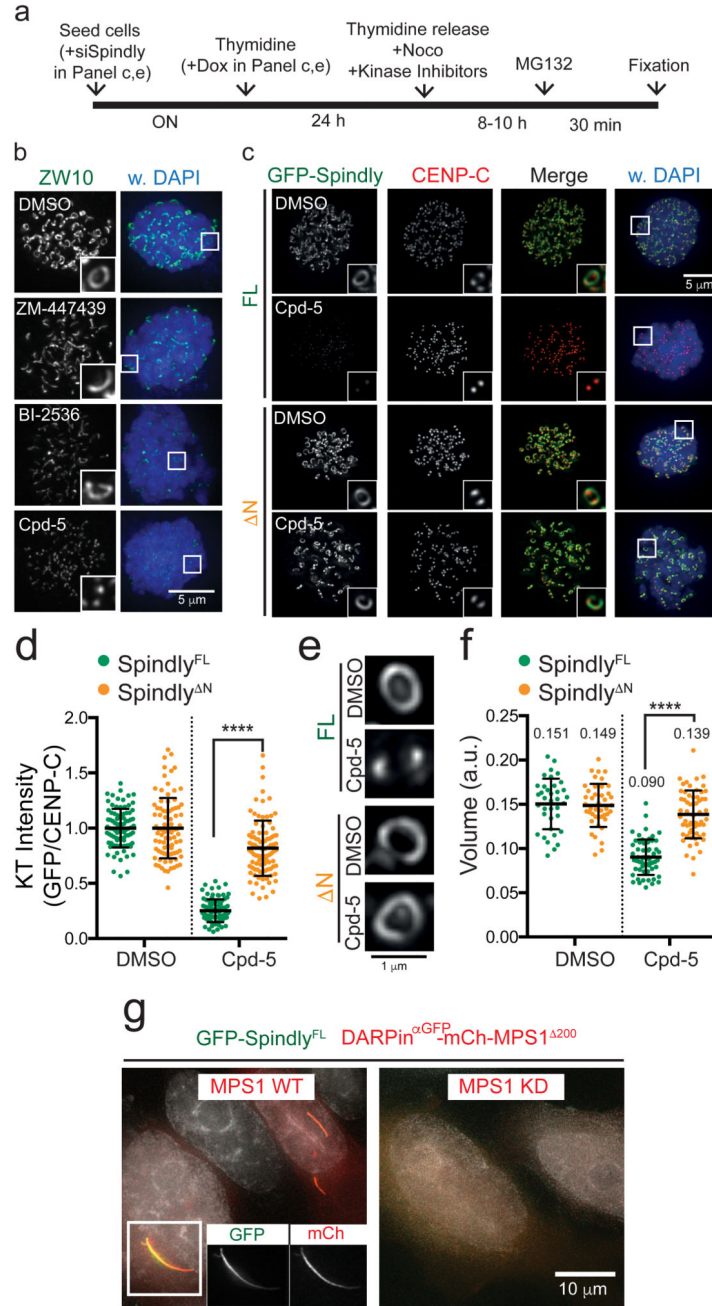 a
Seed cells
(+siSpindly
in Panel c,e)
Thymidine
(+Dox in Panel c,e)
Thymidine release
+Noco
+Kinase Inhibitors
MG132
Fixation
ON
24 h
8-10 h
30 min
b
ZW10
w. DAPI
DMSO
ZM-447439
BI-2536
Cpd-5
5 μm
c
GFP-Spindly
CENP-C
Merge
w. DAPI
FL
DMSO
5 μm
Cpd-5
ΔN
DMSO
Cpd-5
d
Spindly^FL
Spindly^ΔN
KT Intensity
(GFP/CENP-C)
2.0
1.5
1.0
0.5
0.0
****
DMSO
Cpd-5
e
FL
DMSO
Cpd-5
ΔN
DMSO
Cpd-5
1 μm
f
Spindly^FL
Spindly^ΔN
Volume (a.u.)
0.25
0.20
0.15
0.10
0.05
0.00
0.151
0.149
****
0.139
0.090
DMSO
Cpd-5
g
GFP-Spindly^FL DARPin^αGFP-mCh-MPS1^Δ200
MPS1 WT
MPS1 KD
GFP
mCh
10 μm